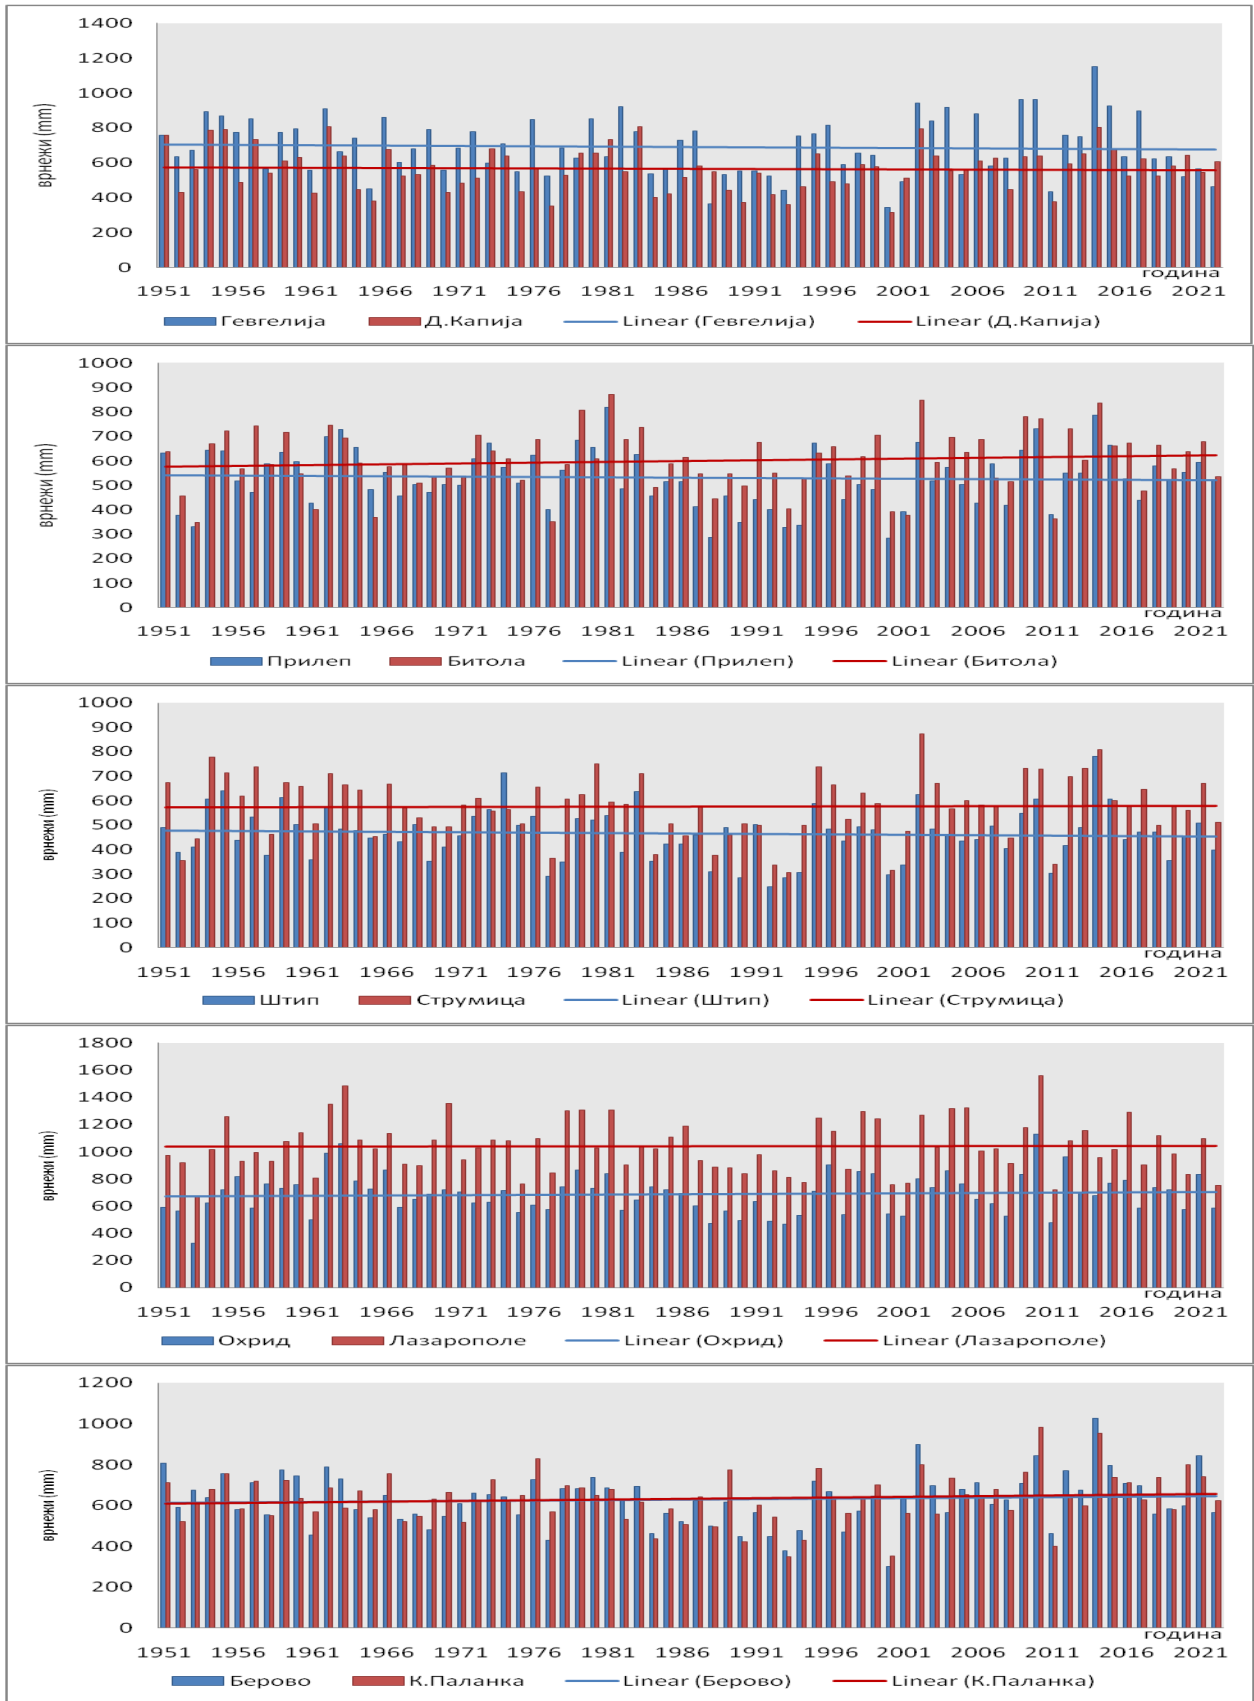 1400
1200
1000
800
600
400
200
0
врнежи (mm)
година
1951 1956 1961 1966 1971 1976 1981 1986 1991 1996 2001 2006 2011 2016 2021
Гевгелија Д.Капија Linear (Гевгелија) Linear (Д.Капија)
1000
900
800
700
600
500
400
300
200
100
0
врнежи (mm)
година
1951 1956 1961 1966 1971 1976 1981 1986 1991 1996 2001 2006 2011 2016 2021
Прилеп Битола Linear (Прилеп) Linear (Битола)
1000
900
800
700
600
500
400
300
200
100
0
врнежи (mm)
година
1951 1956 1961 1966 1971 1976 1981 1986 1991 1996 2001 2006 2011 2016 2021
Штип Струмица Linear (Штип) Linear (Струмица)
1800
1600
1400
1200
1000
800
600
400
200
0
врнежи (mm)
година
1951 1956 1961 1966 1971 1976 1981 1986 1991 1996 2001 2006 2011 2016 2021
Охрид Лазарополе Linear (Охрид) Linear (Лазарополе)
1200
1000
800
600
400
200
0
врнежи (mm)
година
1951 1956 1961 1966 1971 1976 1981 1986 1991 1996 2001 2006 2011 2016 2021
Берово К.Паланка Linear (Берово) Linear (К.Паланка)